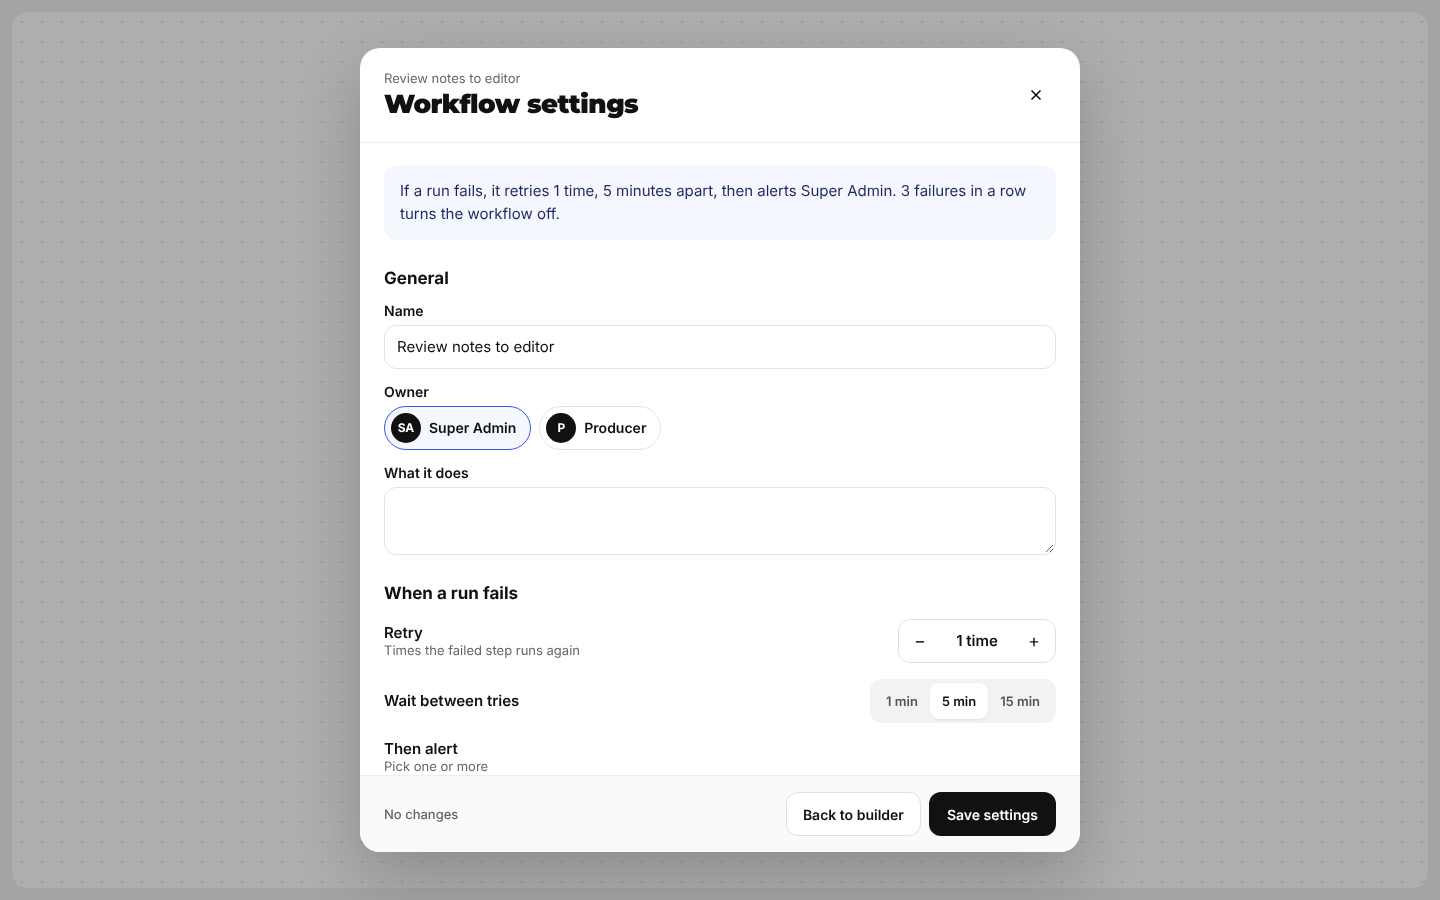 Review notes to editor
Workflow settings
If a run fails, it retries 1 time, 5 minutes apart, then alerts Super Admin. 3 failures in a row
turns the workflow off.
General
Name
Review notes to editor
Owner
SA Super Admin P Producer
What it does
When a run fails
Retry
Times the failed step runs again
− 1 time +
Wait between tries
1 min 5 min 15 min
Then alert
Pick one or more
No changes
Back to builder Save settings